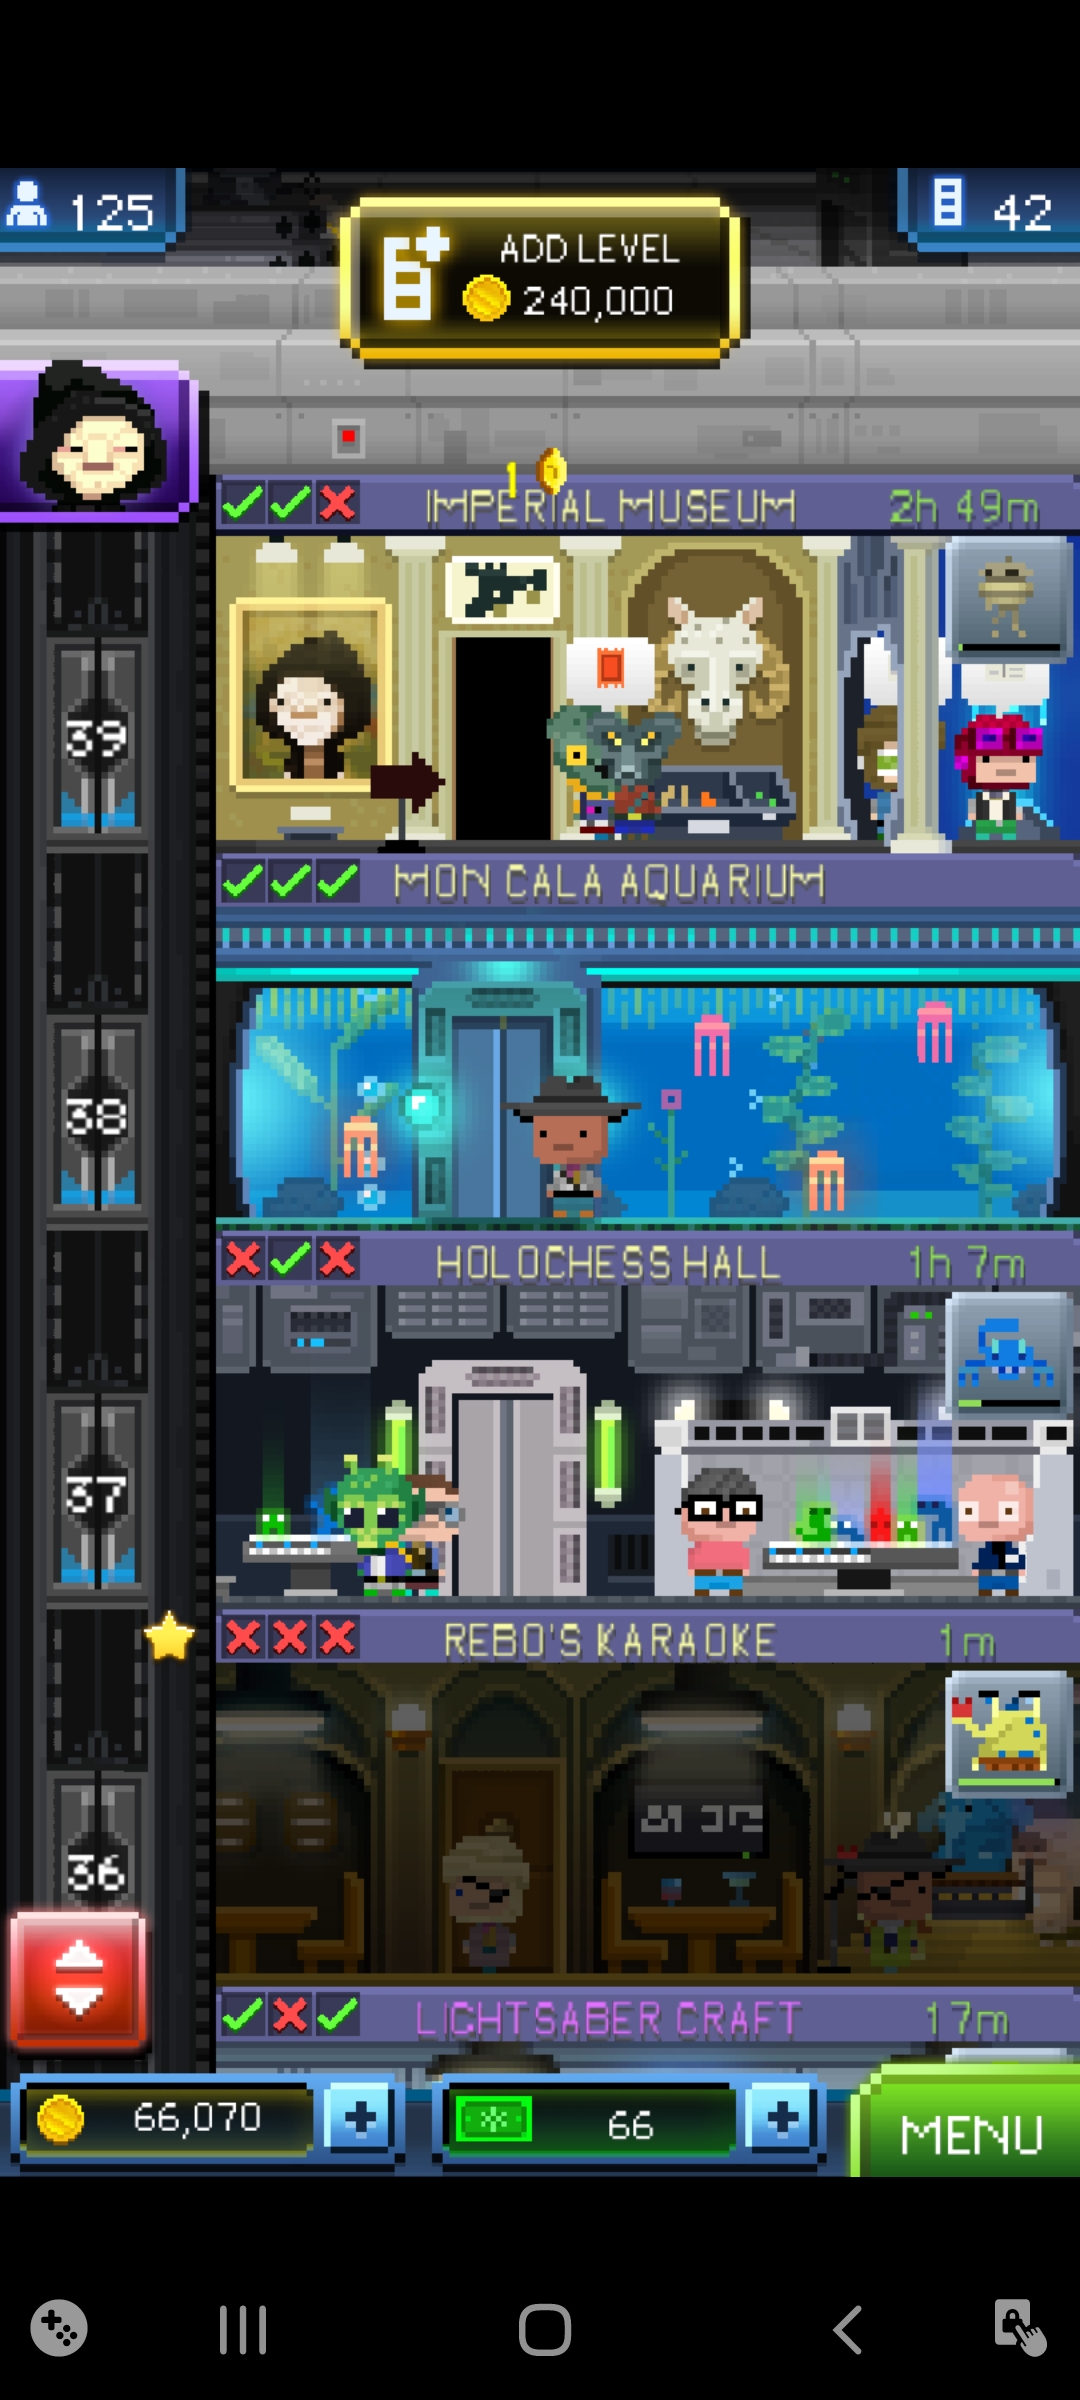 125
ADD LEVEL
240,000
42
1
IMPERIAL MUSEUM 2h 49m
39
MON CALA AQUARIUM
38
HOLOCHESS HALL 1h 7m
37
REBO'S KARAOKE 1m
36
LIGHTSABER CRAFT 17m
66,070
66
MENU